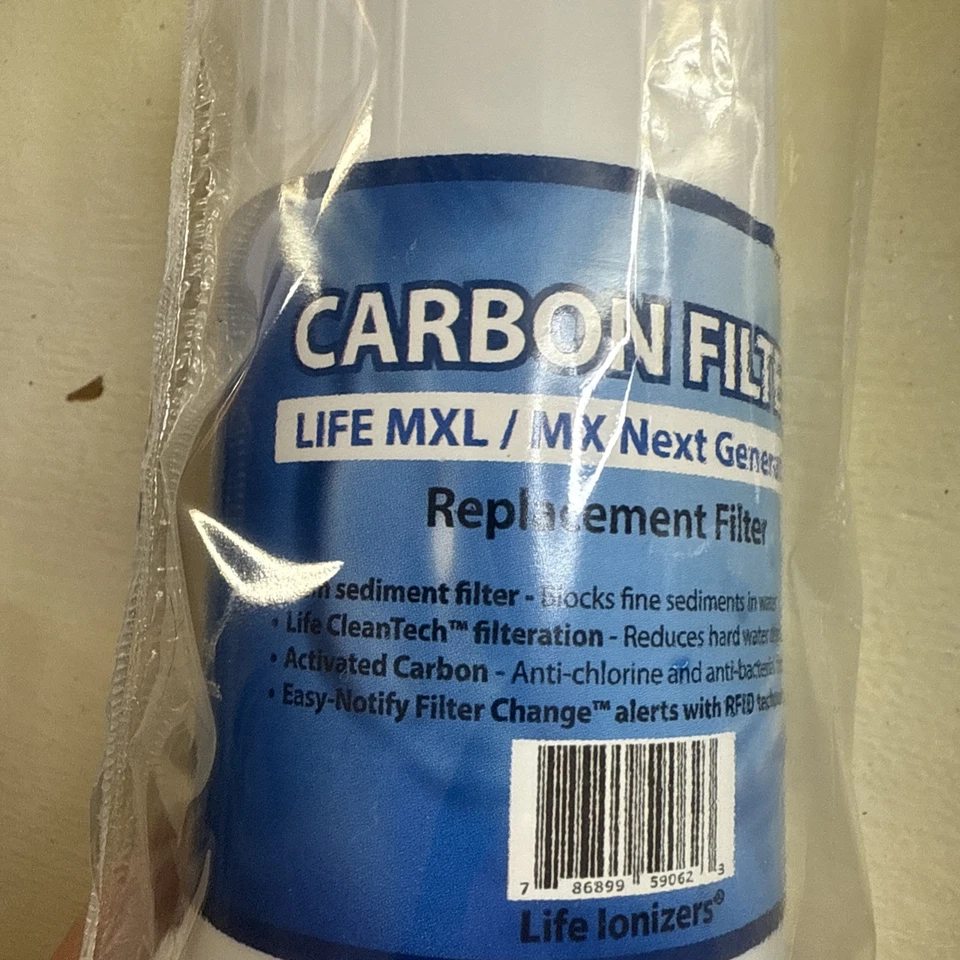 CARBON FILTE
LIFE MXL / MX Next Genera
Replacement Filter
sediment filter - Blocks fine sediments in water
• Life CleanTech™ filteration - Reduces hard water
• Activated Carbon - Anti-chlorine and anti-bacterial
• Easy-Notify Filter Change™ alerts with RFID
7 86899 59062 3
Life Ionizers®